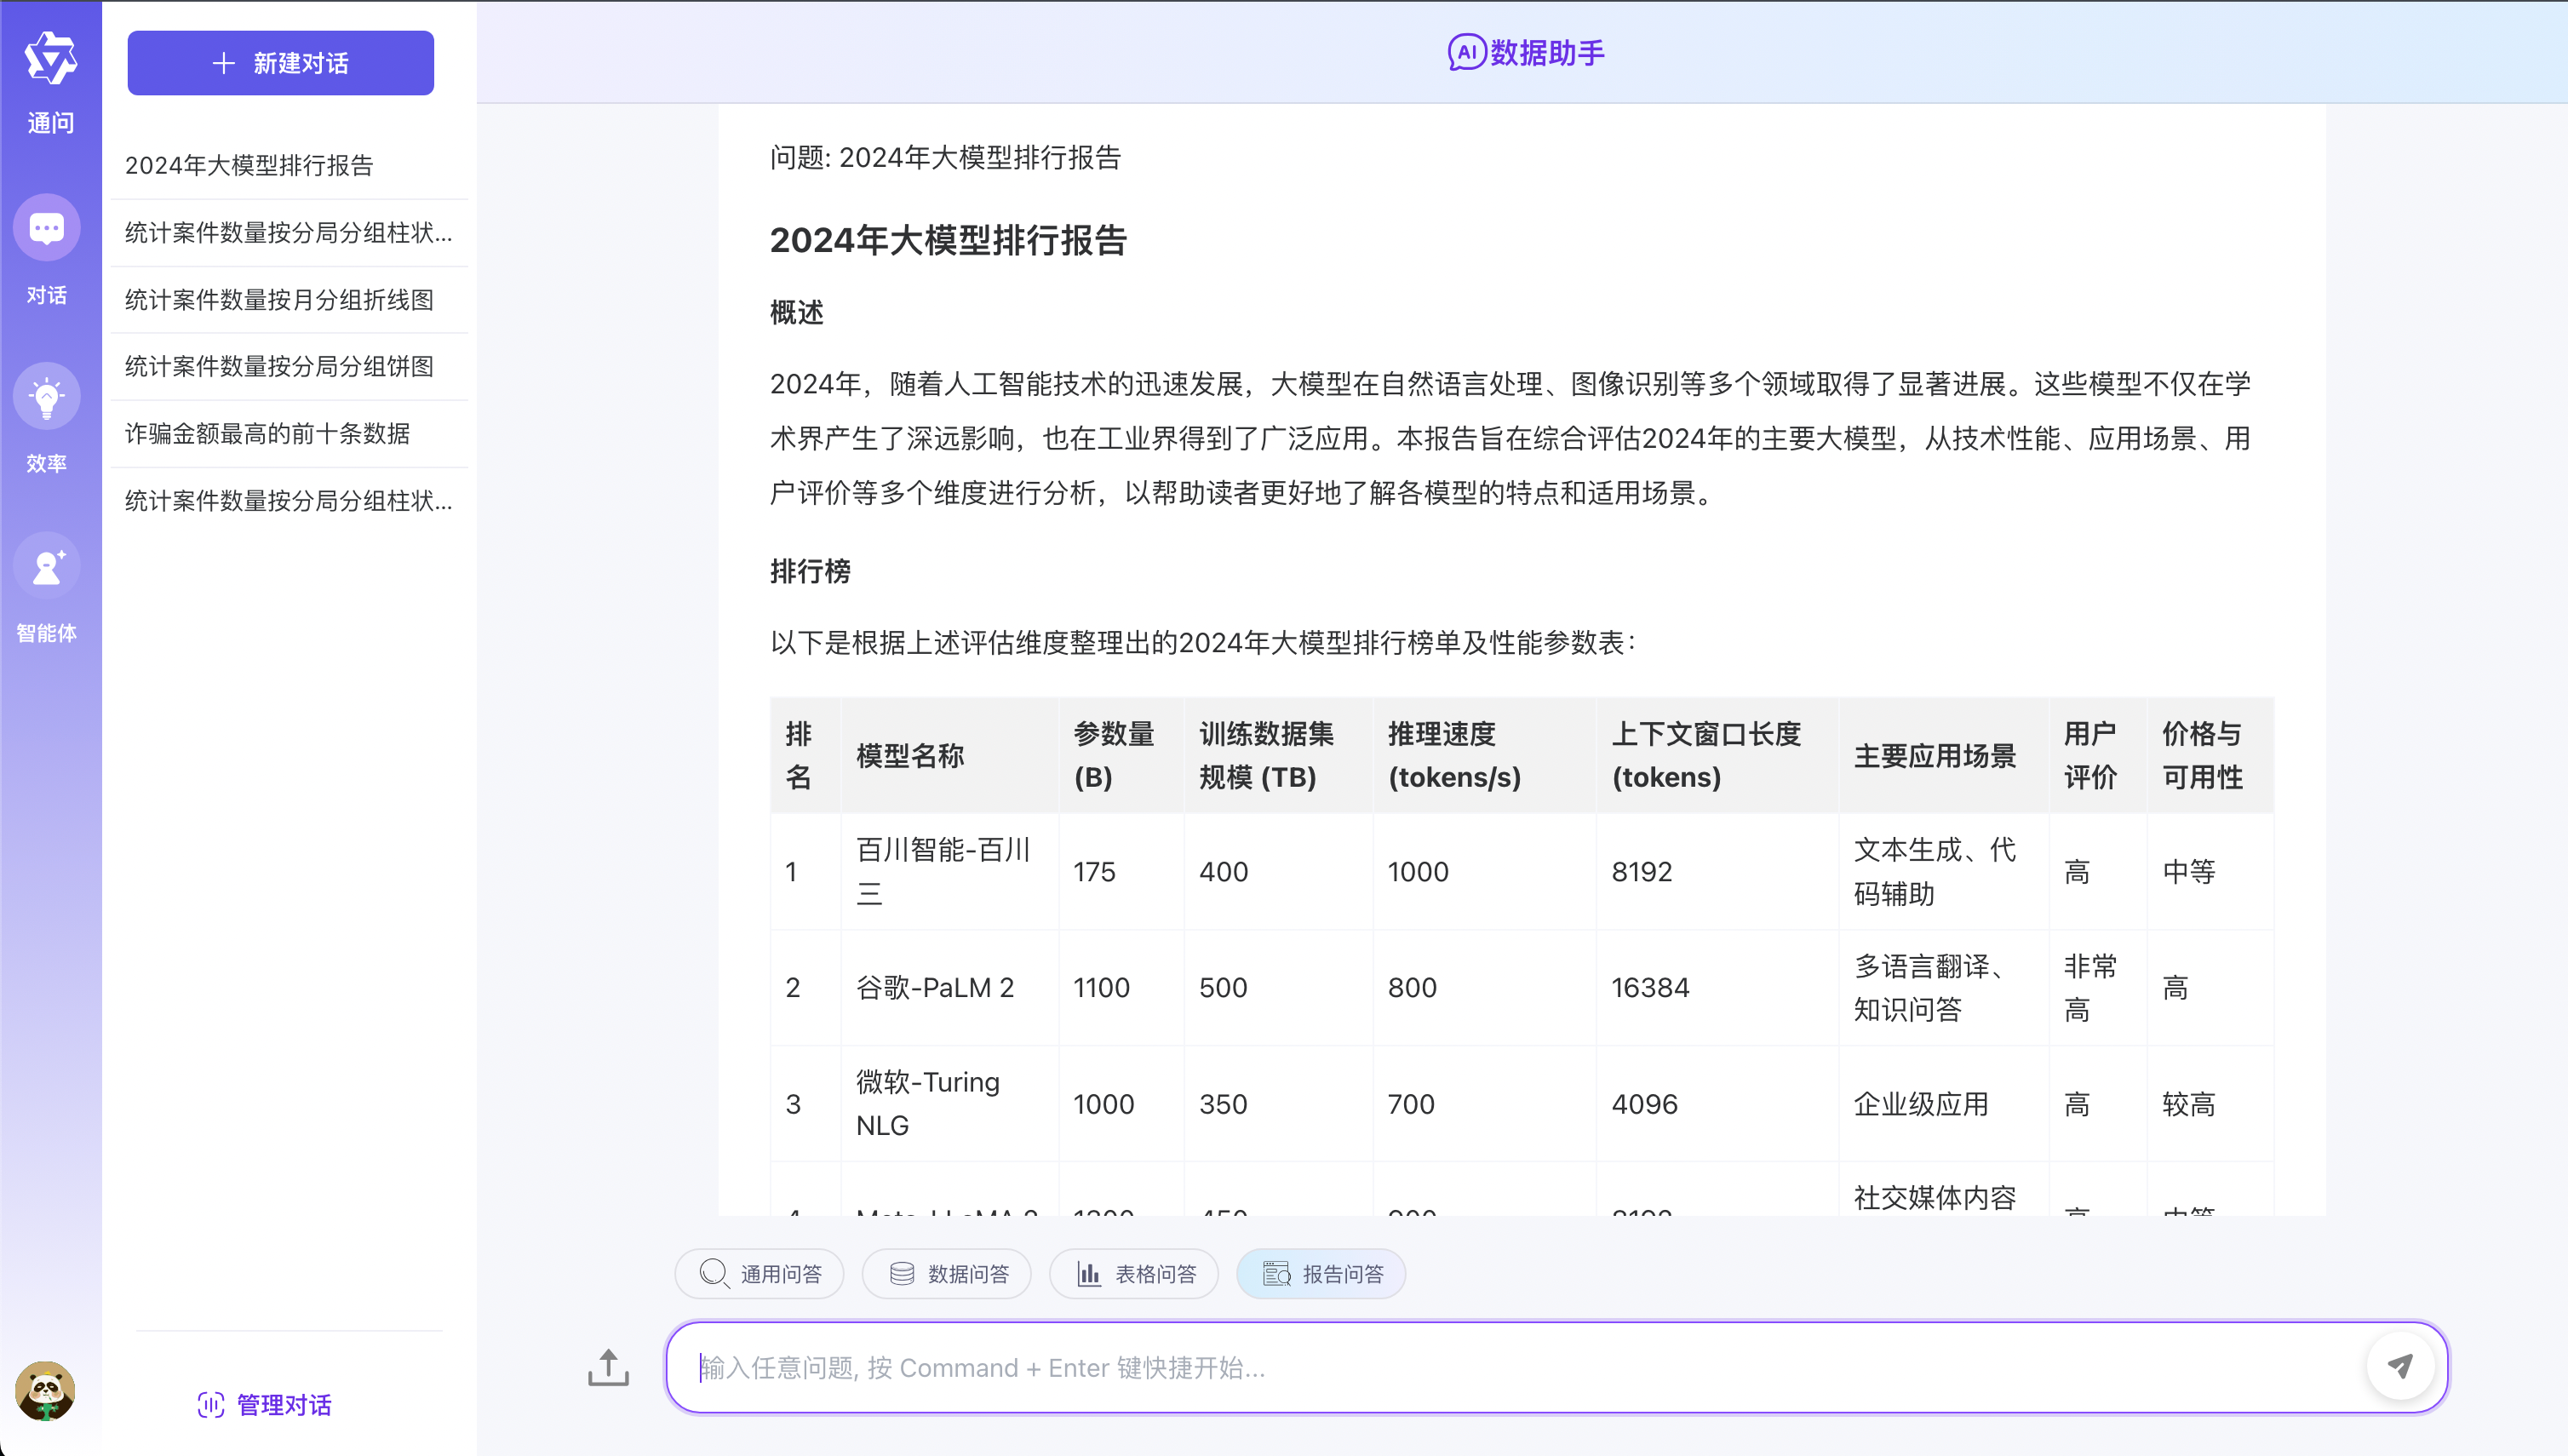 通问
对话
效率
智能体
新建对话
2024年大模型排行报告
统计案件数量按分局分组柱状...
统计案件数量按月分组折线图
统计案件数量按分局分组饼图
诈骗金额最高的前十条数据
统计案件数量按分局分组柱状...
管理对话
AI 数据助手
问题: 2024年大模型排行报告
2024年大模型排行报告
概述
2024年，随着人工智能技术的迅速发展，大模型在自然语言处理、图像识别等多个领域取得了显著进展。这些模型不仅在学
术界产生了深远影响，也在工业界得到了广泛应用。本报告旨在综合评估2024年的主要大模型，从技术性能、应用场景、用
户评价等多个维度进行分析，以帮助读者更好地了解各模型的特点和适用场景。
排行榜
以下是根据上述评估维度整理出的2024年大模型排行榜单及性能参数表：
排名 模型名称 参数量 (B) 训练数据集规模 (TB) 推理速度 (tokens/s) 上下文窗口长度 (tokens) 主要应用场景 用户评价 价格与可用性
1 百川智能-百川三 175 400 1000 8192 文本生成、代码辅助 高 中等
2 谷歌-PaLM 2 1100 500 800 16384 多语言翻译、知识问答 非常高 高
3 微软-Turing NLG 1000 350 700 4096 企业级应用 高 较高
社交媒体内容
通用问答
数据问答
表格问答
报告问答
输入任意问题, 按 Command + Enter 键快捷开始...